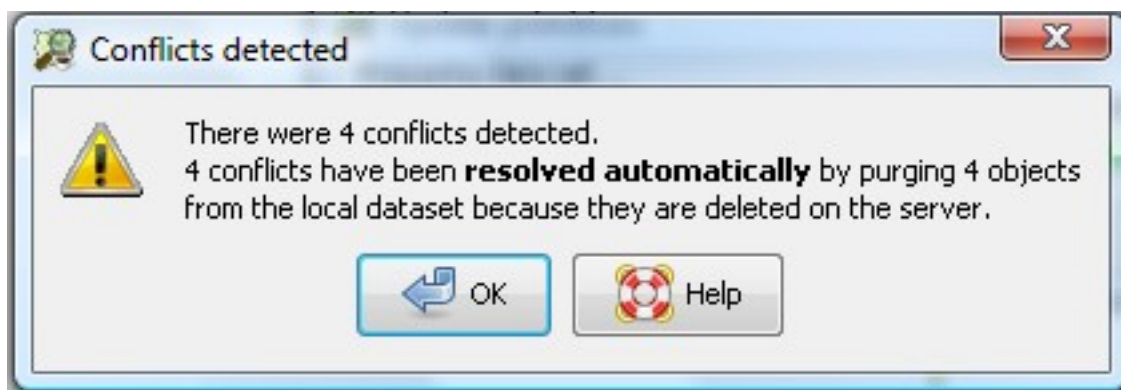 Conflicts detected
There were 4 conflicts detected.
4 conflicts have been resolved automatically by purging 4 objects
from the local dataset because they are deleted on the server.
OK
Help